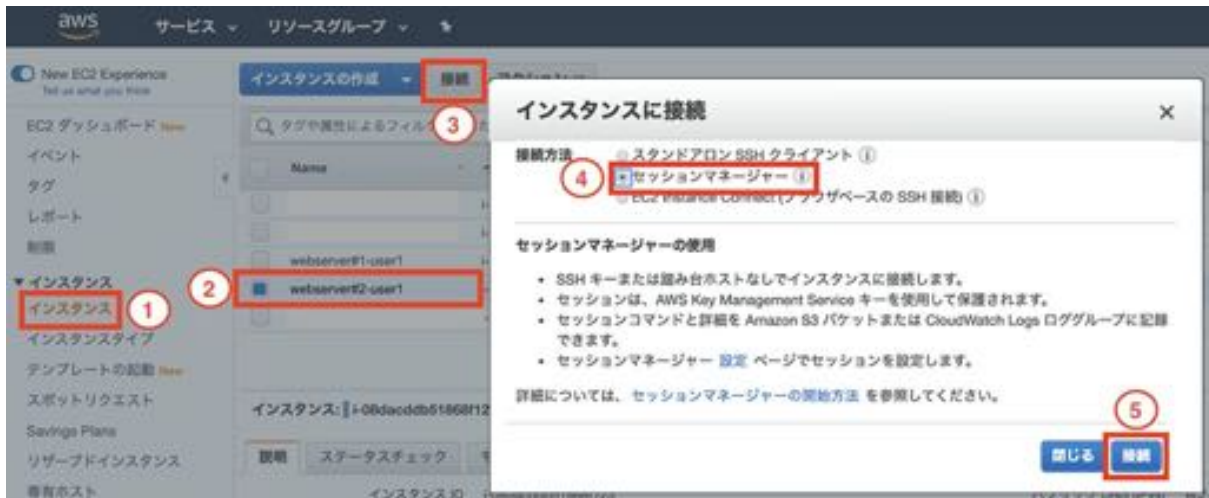 aws サービス リソースグループ
New EC2 Experience
Tell us what you think
EC2 ダッシュボード New
イベント
タグ
レポート
制限
インスタンス
インスタンス
インスタンスタイプ
テンプレートの起動 New
スポットリクエスト
Savings Plans
リザーブドインスタンス
専有ホスト
1
2
インスタンスの作成 接続
3
タグや属性によるフィル
Name
webserver#1-user1
webserver#2-user1
インスタンス: i-08dacddb51868f12
説明 ステータスチェック
インスタンス ID
インスタンスに接続 ×
接続方法 スタンドアロン SSH クライアント
4
セッションマネージャー
EC2 Instance Connect (ブラウザベースの SSH 接続)
セッションマネージャーの使用
• SSH キーまたは踏み台ホストなしでインスタンスに接続します。
• セッションは、AWS Key Management Service キーを使用して保護されます。
• セッションコマンドと詳細を Amazon S3 バケットまたは CloudWatch Logs ロググループに記録
できます。
• セッションマネージャー 設定 ページでセッションを設定します。
詳細については、セッションマネージャーの開始方法 を参照してください。
5
閉じる 接続